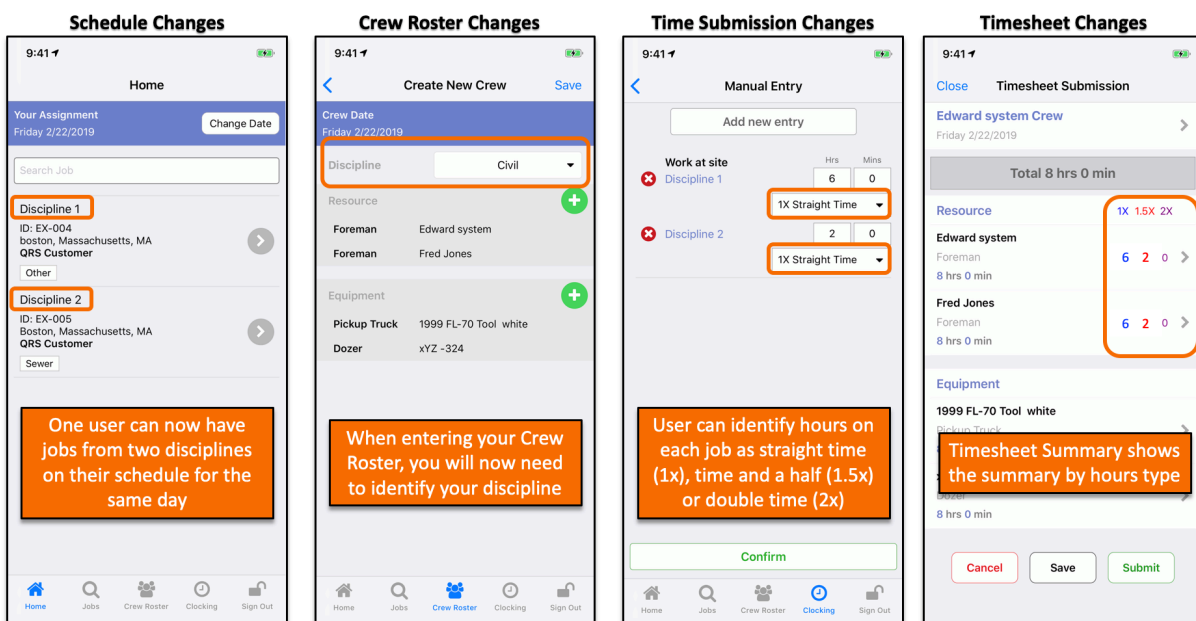 Schedule Changes
9:41
Home
Your Assignment
Friday 2/22/2019
Change Date
Search Job
Discipline 1
ID: EX-004
boston, Massachusetts, MA
QRS Customer
Other
Discipline 2
ID: EX-005
Boston, Massachusetts, MA
QRS Customer
Sewer
One user can now have
jobs from two disciplines
on their schedule for the
same day
Home Jobs Crew Roster Clocking Sign Out
Crew Roster Changes
9:41
Create New Crew Save
Crew Date
Friday 2/22/2019
Discipline Civil
Resource
Foreman Edward system
Foreman Fred Jones
Equipment
Pickup Truck 1999 FL-70 Tool white
Dozer xYZ -324
When entering your Crew
Roster, you will now need
to identify your discipline
Home Jobs Crew Roster Clocking Sign Out
Time Submission Changes
9:41
Manual Entry
Add new entry
Work at site Hrs Mins
Discipline 1 6 0
1X Straight Time
Discipline 2 2 0
1X Straight Time
User can identify hours on
each job as straight time
(1x), time and a half (1.5x)
or double time (2x)
Confirm
Home Jobs Crew Roster Clocking Sign Out
Timesheet Changes
9:41
Close Timesheet Submission
Edward system Crew
Friday 2/22/2019
Total 8 hrs 0 min
Resource 1X 1.5X 2X
Edward system
Foreman 6 2 0
8 hrs 0 min
Fred Jones
Foreman 6 2 0
8 hrs 0 min
Equipment
1999 FL-70 Tool white
Pickup Truck
Timesheet Summary shows
the summary by hours type
Dozer
8 hrs 0 min
Cancel Save Submit